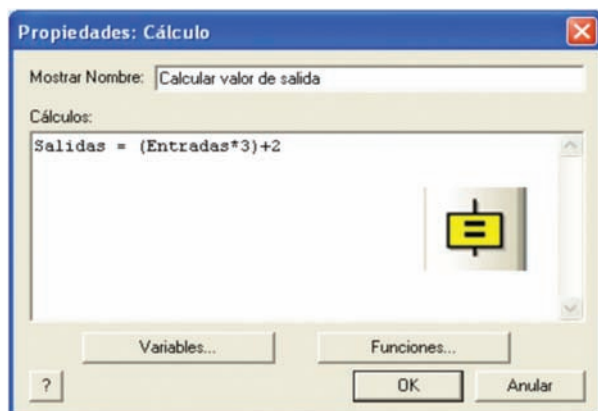 Propiedades: Cálculo
Mostrar Nombre: Calcular valor de salida
Cálculos:
Salidas = (Entradas*3)+2
Variables... Funciones...
? OK Anular